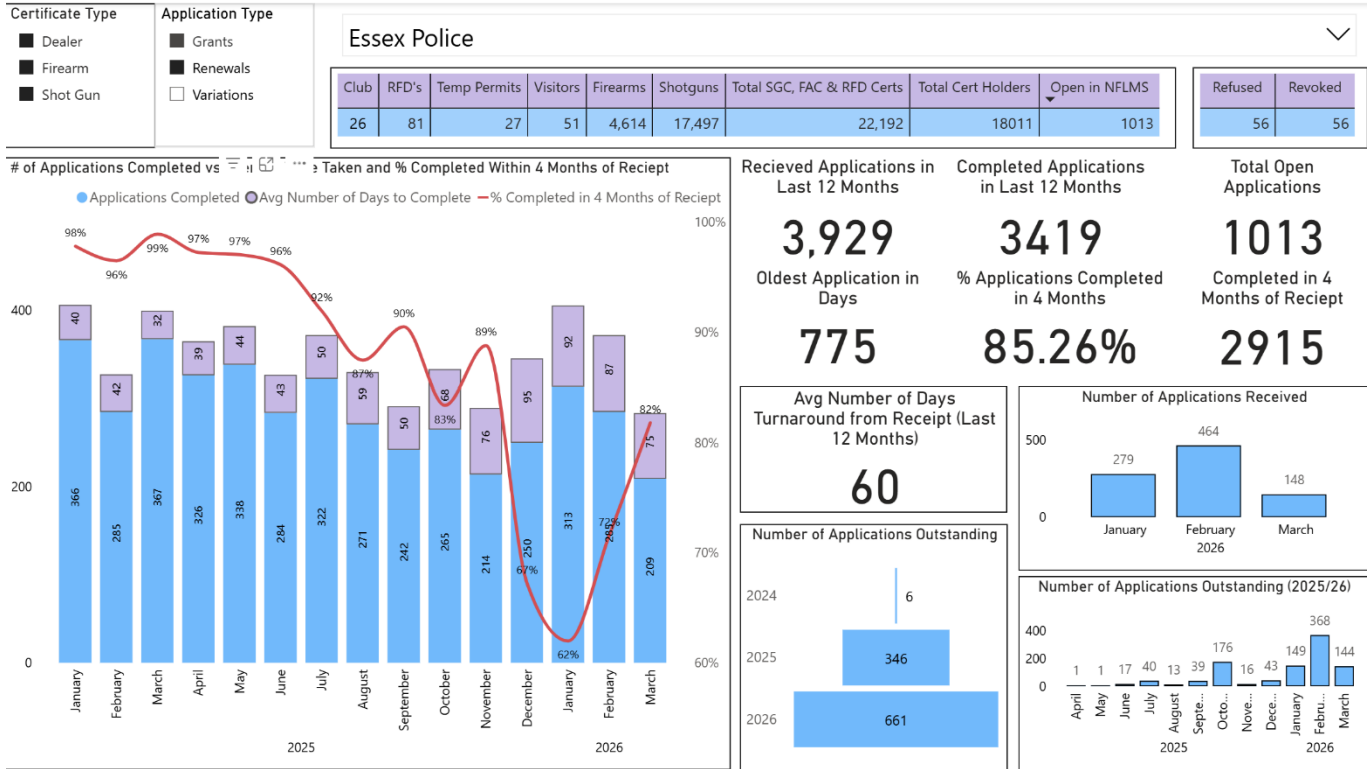 Certificate Type
Dealer
Firearm
Shot Gun
Application Type
Grants
Renewals
Variations
Essex Police
Club RFD's Temp Permits Visitors Firearms Shotguns Total SGC, FAC & RFD Certs Total Cert Holders Open in NFLMS
26 81 27 51 4,614 17,497 22,192 18011 1013
Refused Revoked
56 56
# of Applications Completed vs Taken and % Completed Within 4 Months of Reciept
Applications Completed Avg Number of Days to Complete % Completed in 4 Months of Reciept
100%
98%
99%
97%
97%
96%
96%
92%
90%
89%
87%
83%
82%
72%
67%
62%
400
200
0
90%
80%
70%
60%
40 42 32 39 44 43 50 59 50 68 76 95 92 87 75
366 285 367 326 338 284 322 271 242 265 214 250 313 285 209
January February March April May June July August September October November December January February March
2025 2026
Recieved Applications in
Last 12 Months
3,929
Completed Applications
in Last 12 Months
3419
Total Open
Applications
1013
Oldest Application in
Days
775
% Applications Completed
in 4 Months
85.26%
Completed in 4
Months of Reciept
2915
Avg Number of Days
Turnaround from Receipt (Last
12 Months)
60
Number of Applications Received
500
0
279 464 148
January February March
2026
Number of Applications Outstanding
2024 6
2025 346
2026 661
Number of Applications Outstanding (2025/26)
400
200
0
1 1 17 40 13 39 176 16 43 149 368 144
April May June July August Septe... Octo... Nove... Dece... January Febru... March
2025 2026